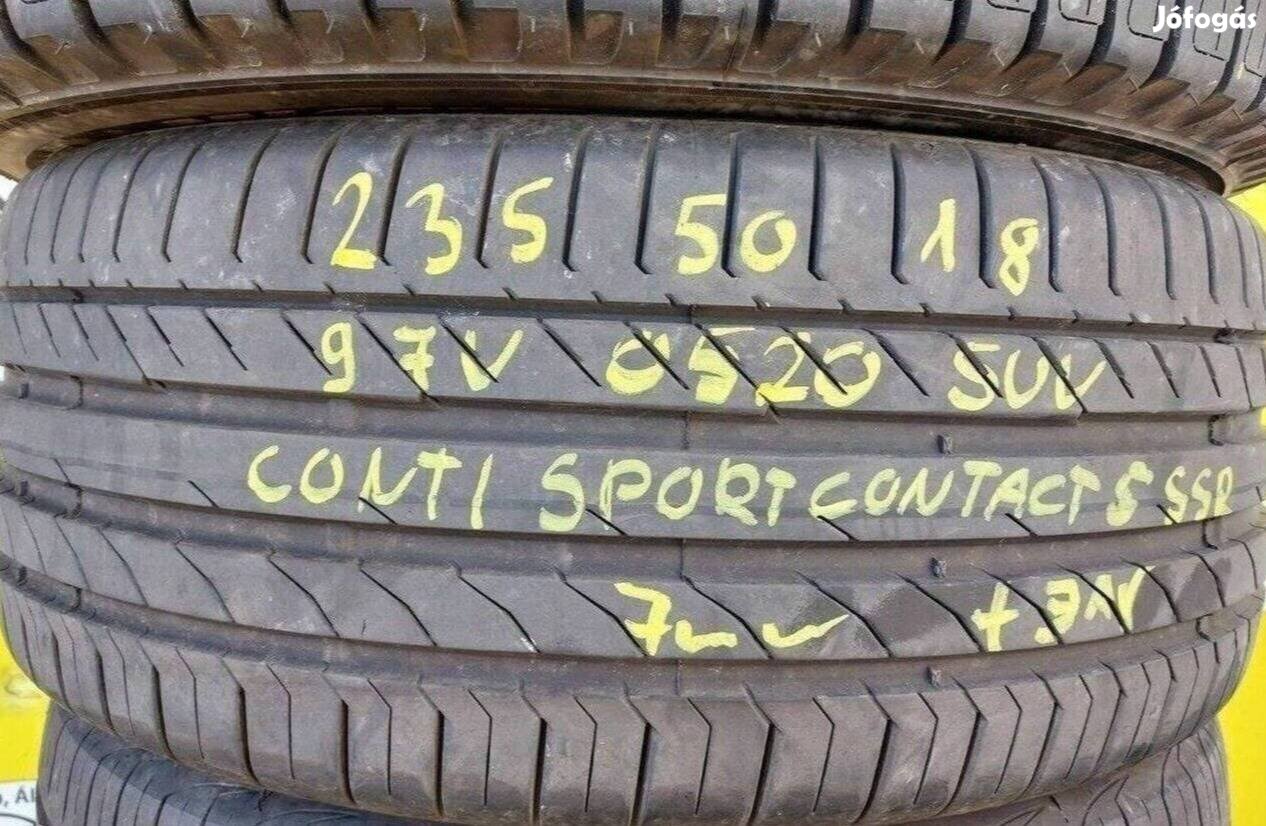 Jófogás
235 50 18
97V 0520 SUV
CONTI SPORTCONTACT 5 SSR
7mm